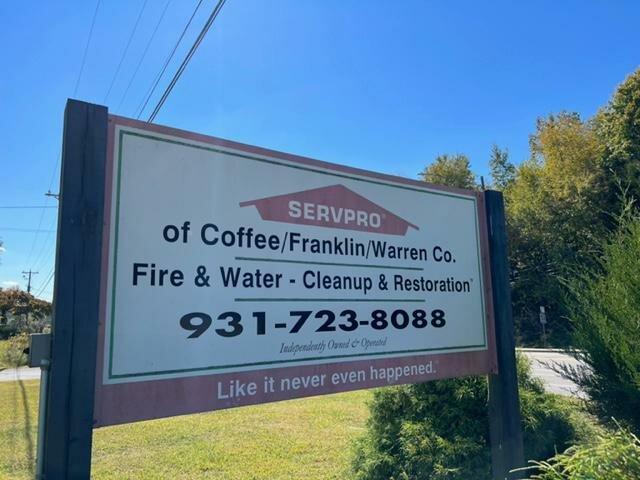 SERVPRO®
of Coffee/Franklin/Warren Co.
Fire & Water - Cleanup & Restoration™
931-723-8088
Independently Owned & Operated
Like it never even happened.®